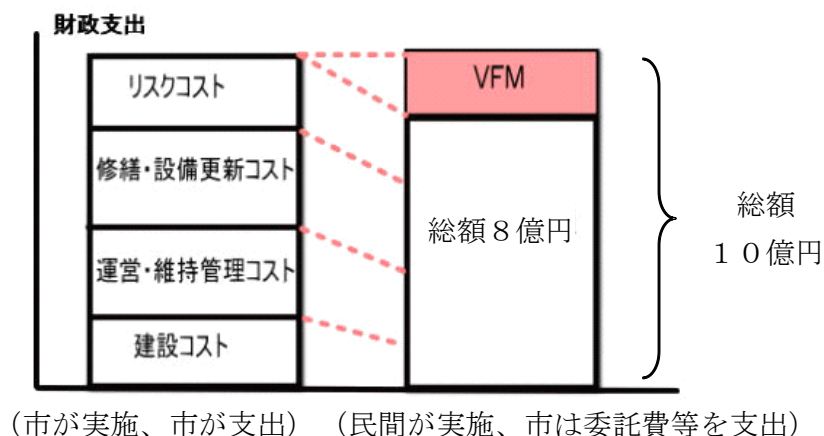 財政支出
リスクコスト
修繕・設備更新コスト
運営・維持管理コスト
建設コスト
VFM
総額８億円
総額
１０億円
（市が実施、市が支出）
（民間が実施、市は委託費等を支出）